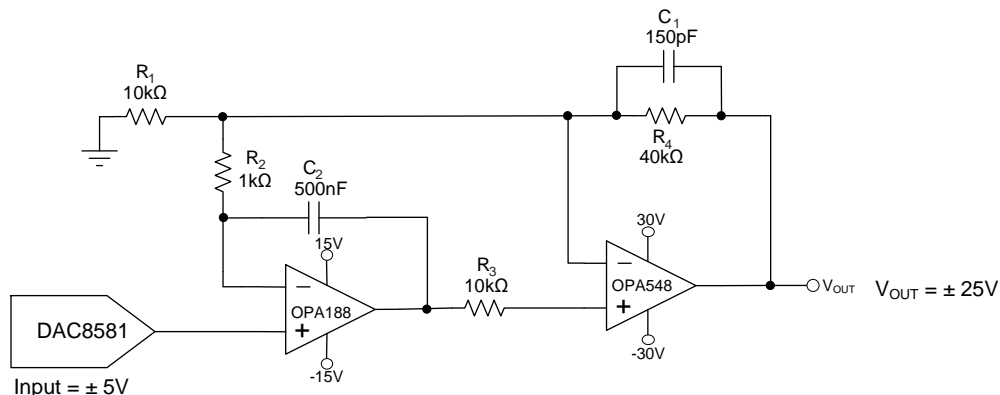 C1
150pF
R1
10kΩ
R4
40kΩ
R2
1kΩ
C2
500nF
15V
30V
R3
10kΩ
−
OPA188
+
−
OPA548
+
VOUT
VOUT = ± 25V
DAC8581
-15V
-30V
Input = ± 5V